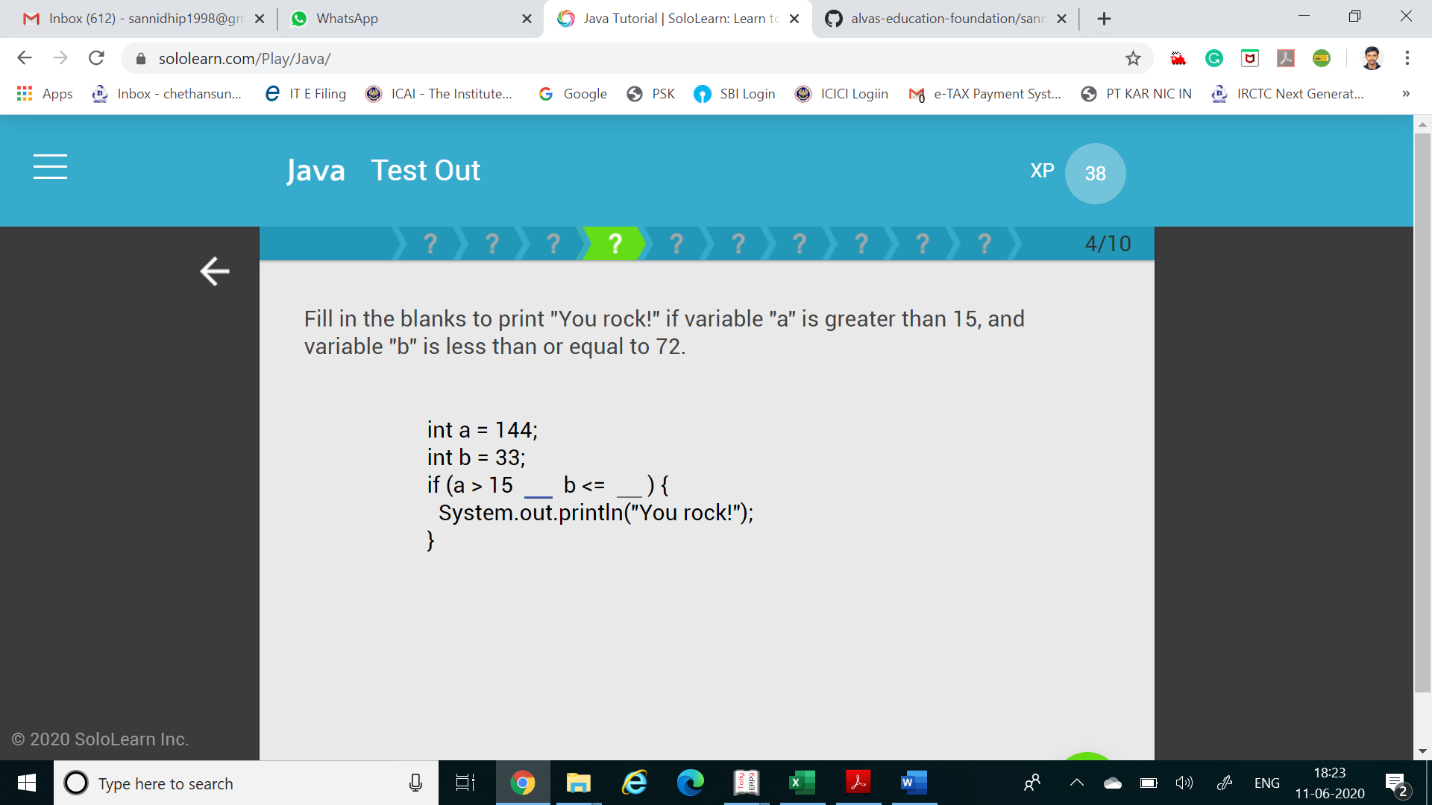 Inbox (612) - sannidhip1998@gm
WhatsApp
Java Tutorial | SoloLearn: Learn to
alvas-education-foundation/sann
sololearn.com/Play/Java/
Apps
Inbox - chethansun...
IT E Filing
ICAI - The Institute...
Google
PSK
SBI Login
ICICI Logiin
e-TAX Payment Syst...
PT KAR NIC IN
IRCTC Next Generat...
»
Java Test Out
XP 38
? ? ? ? ? ? ? ? ? ?
4/10
Fill in the blanks to print "You rock!" if variable "a" is greater than 15, and
variable "b" is less than or equal to 72.
int a = 144;
int b = 33;
if (a > 15 __ b <= __ ) {
System.out.println("You rock!");
}
© 2020 SoloLearn Inc.
Type here to search
ENG
18:23
11-06-2020
2